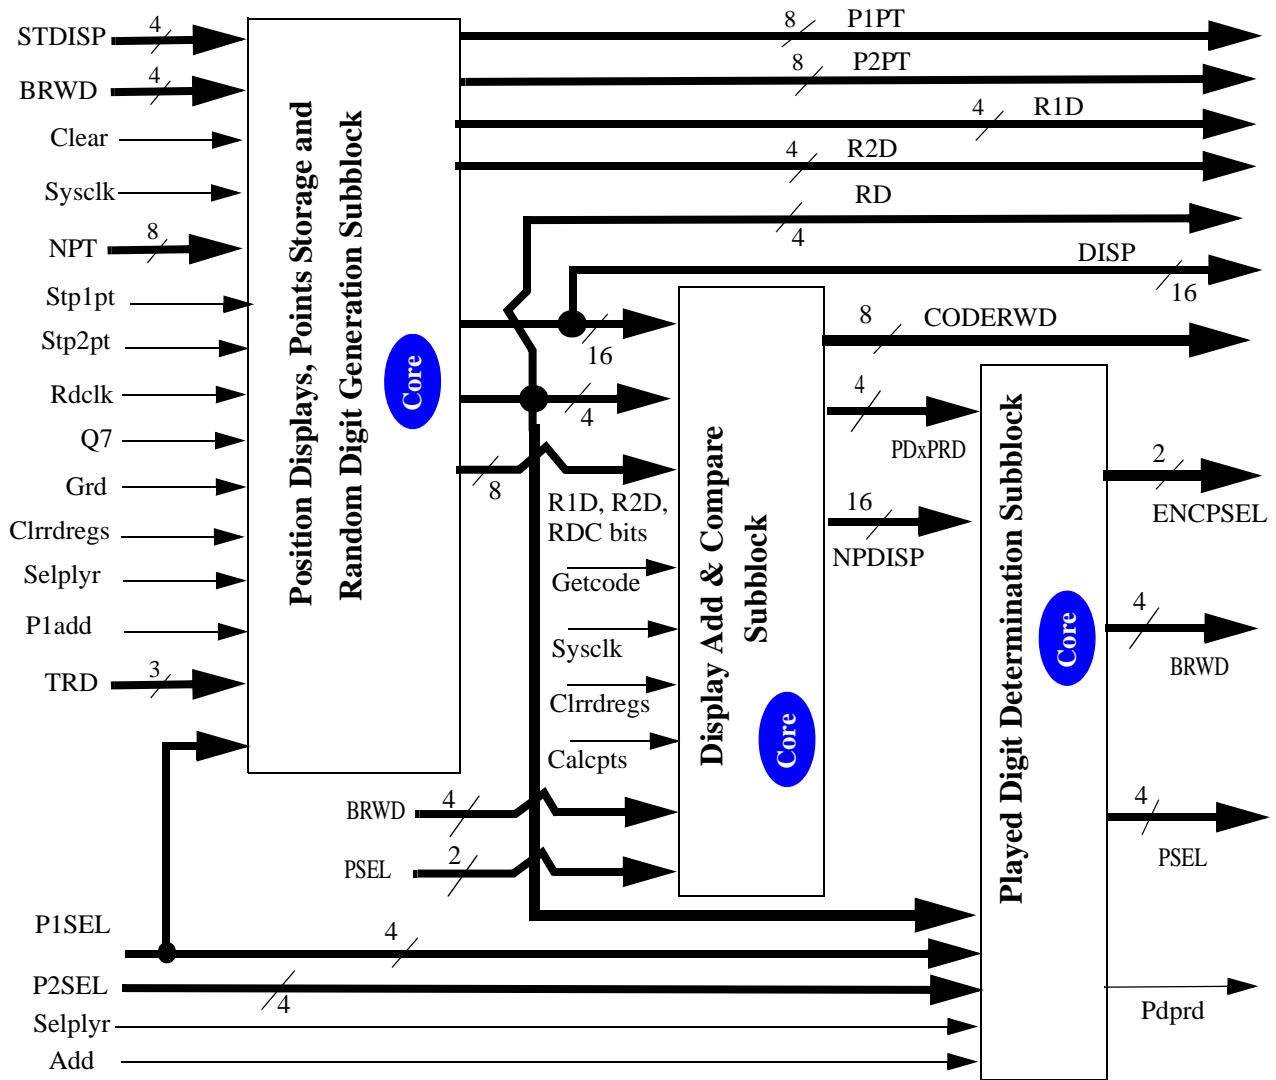 STDISP
4
BRWD
4
Clear
Sysclk
NPT
8
Stp1pt
Stp2pt
Rdclk
Q7
Grd
Clrrdregs
Selplyr
P1add
TRD
3
Position Displays, Points Storage and
Random Digit Generation Subblock
Core
8
P1PT
8
P2PT
4
R1D
4
R2D
RD
4
DISP
16
16
4
8
R1D, R2D,
RDC bits
Getcode
Sysclk
Clrrdregs
Calcpts
BRWD
4
PSEL
2
Display Add & Compare
Subblock
Core
8
CODERWD
4
PDxPRD
16
NPDISP
Played Digit Determination Subblock
Core
2
ENCPSEL
4
BRWD
4
PSEL
Pdprd
P1SEL
4
P2SEL
4
Selplyr
Add